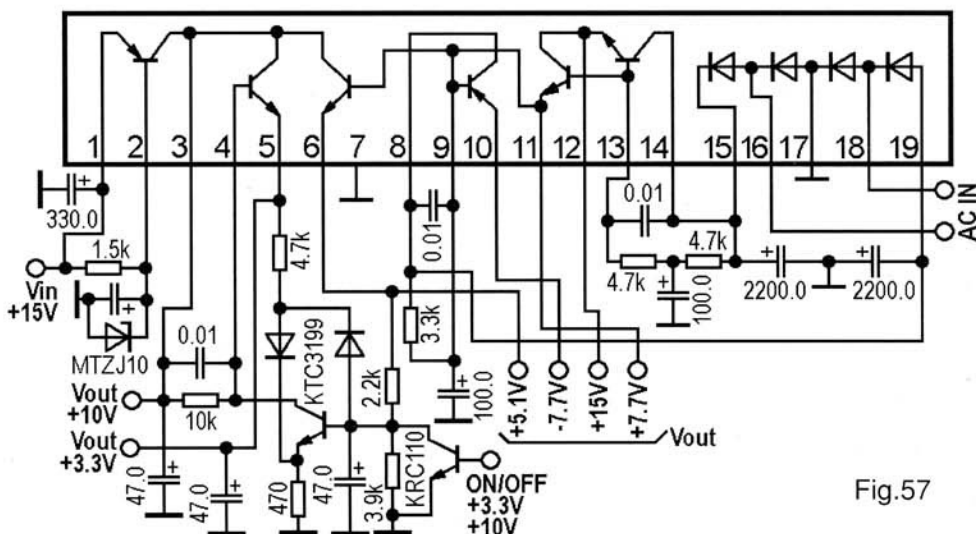 1 2 3 4 5 6 7 8 9 10 11 12 13 14 15 16 17 18 19
330.0
1.5k
Vin
+15V
MTZJ10
0.01
Vout
+10V
10k
Vout
+3.3V
47.0
47.0
4.7k
KTC3199
470
47.0
2.2k
3.9k
KRC110
0.01
3.3k
100.0
ON/OFF
+3.3V
+10V
+5.1V
-7.7V
+15V
+7.7V
Vout
0.01
4.7k
4.7k
100.0
2200.0
2200.0
AC IN
Fig.57